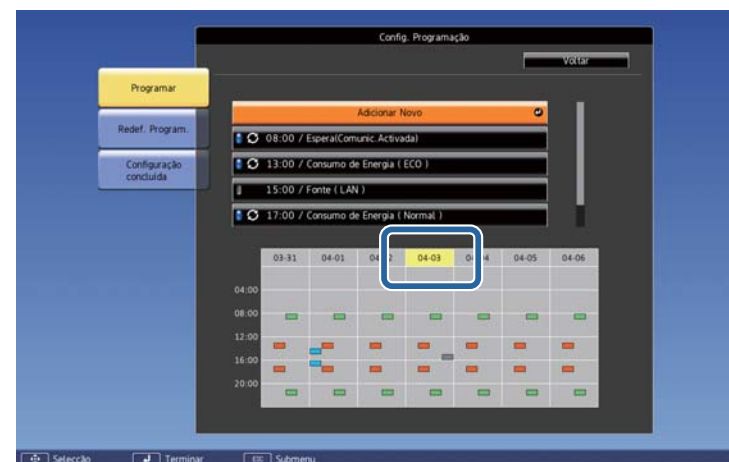 Config. Programação
Voltar
Programar
Redef. Program.
Configuração
concluída
Adicionar Novo
08:00 / Espera(Comunic.Activada)
13:00 / Consumo de Energia ( ECO )
15:00 / Fonte ( LAN )
17:00 / Consumo de Energia ( Normal )
03-31 04-01 04-03 04-05 04-06
04:00
08:00
12:00
16:00
20:00
Selecção Terminar Esc Submenu